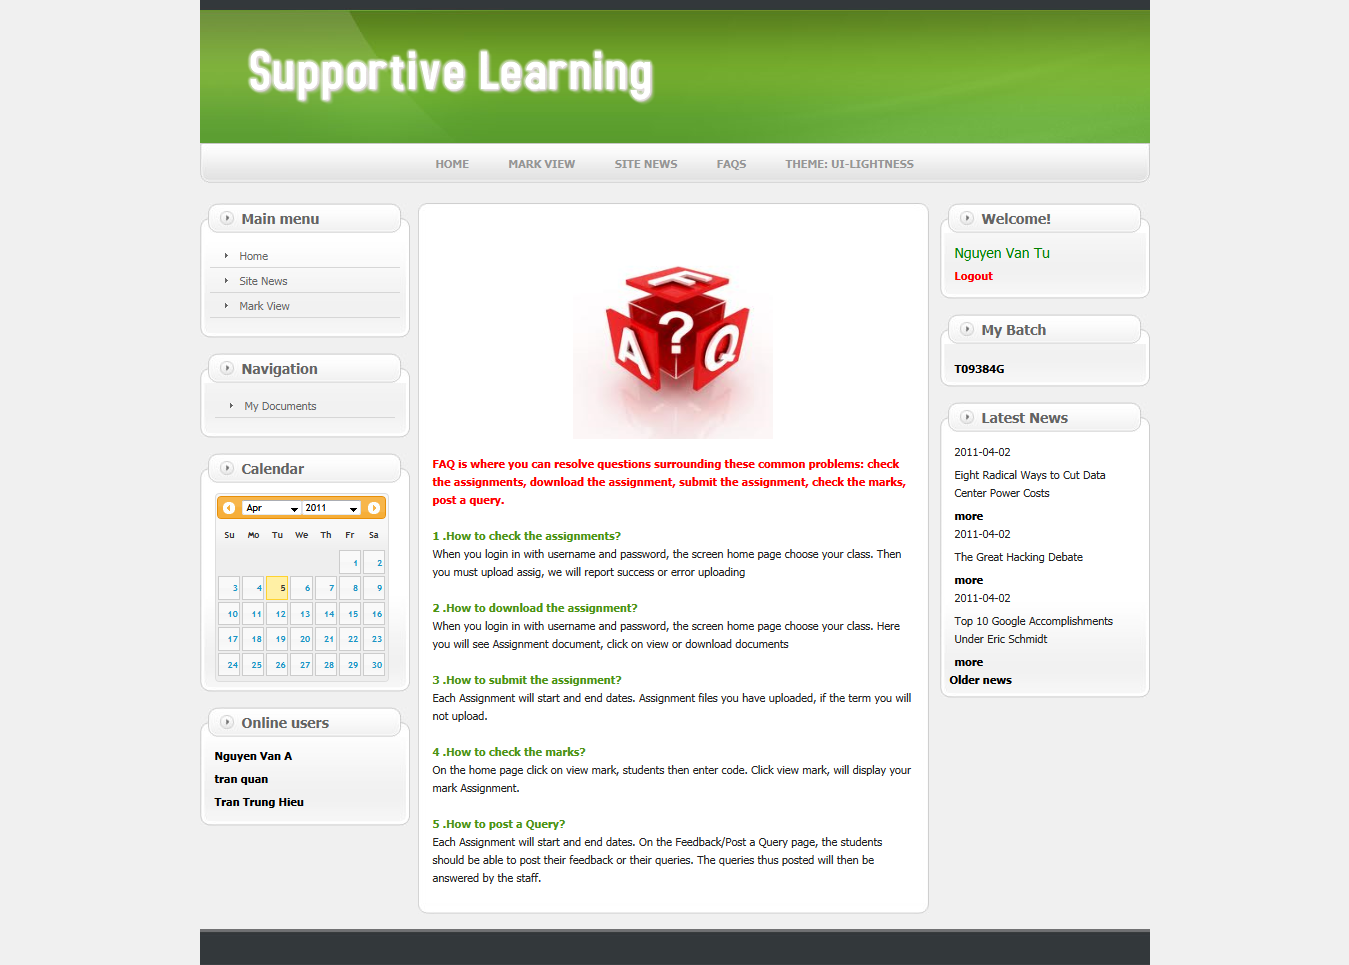 Supportive Learning
HOME MARK VIEW SITE NEWS FAQS THEME: UI-LIGHTNESS
Main menu
Home
Site News
Mark View
Navigation
My Documents
Calendar
Apr 2011
Su Mo Tu We Th Fr Sa
1 2
3 4 5 6 7 8 9
10 11 12 13 14 15 16
17 18 19 20 21 22 23
24 25 26 27 28 29 30
Online users
Nguyen Van A
tran quan
Tran Trung Hieu
F
A ? Q
FAQ is where you can resolve questions surrounding these common problems: check
the assignments, download the assignment, submit the assignment, check the marks,
post a query.
1 .How to check the assignments?
When you login in with username and password, the screen home page choose your class. Then
you must upload assig, we will report success or error uploading
2 .How to download the assignment?
When you login in with username and password, the screen home page choose your class. Here
you will see Assignment document, click on view or download documents
3 .How to submit the assignment?
Each Assignment will start and end dates. Assignment files you have uploaded, if the term you will
not upload.
4 .How to check the marks?
On the home page click on view mark, students then enter code. Click view mark, will display your
mark Assignment.
5 .How to post a Query?
Each Assignment will start and end dates. On the Feedback/Post a Query page, the students
should be able to post their feedback or their queries. The queries thus posted will then be
answered by the staff.
Welcome!
Nguyen Van Tu
Logout
My Batch
T09384G
Latest News
2011-04-02
Eight Radical Ways to Cut Data
Center Power Costs
more
2011-04-02
The Great Hacking Debate
more
2011-04-02
Top 10 Google Accomplishments
Under Eric Schmidt
more
Older news